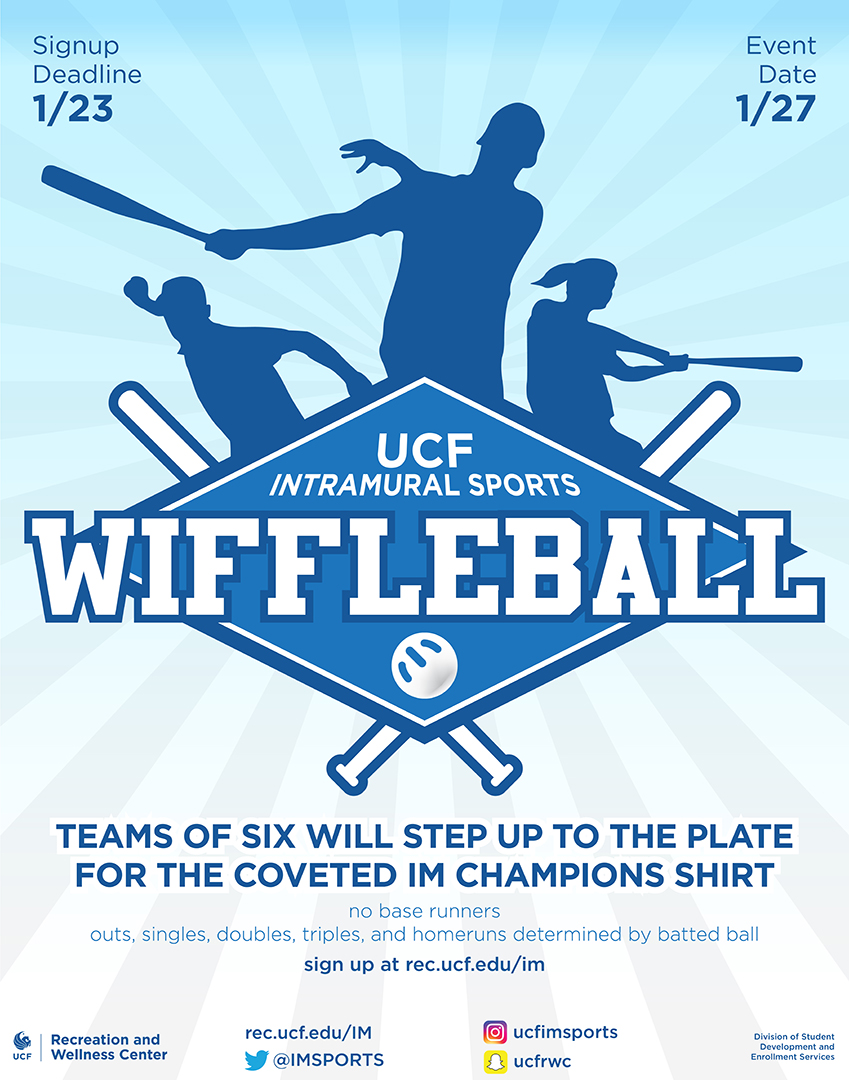 Signup
Deadline
1/23
Event
Date
1/27
UCF
INTRAMURAL SPORTS
WIFFLEBALL
TEAMS OF SIX WILL STEP UP TO THE PLATE
FOR THE COVETED IM CHAMPIONS SHIRT
no base runners
outs, singles, doubles, triples, and homeruns determined by batted ball
sign up at rec.ucf.edu/im
UCF
Recreation and
Wellness Center
rec.ucf.edu/IM
@IMSPORTS
ucfimsports
ucfrwc
Division of Student
Development and
Enrollment Services